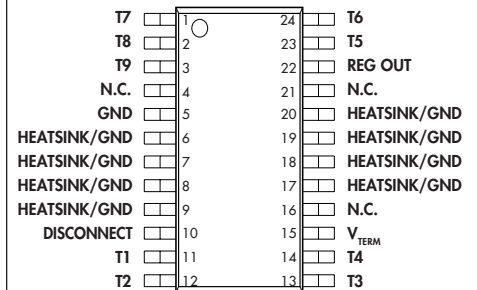 T7 1 24 T6
T8 2 23 T5
T9 3 22 REG OUT
N.C. 4 21 N.C.
GND 5 20 HEATSINK/GND
HEATSINK/GND 6 19 HEATSINK/GND
HEATSINK/GND 7 18 HEATSINK/GND
HEATSINK/GND 8 17 HEATSINK/GND
HEATSINK/GND 9 16 N.C.
DISCONNECT 10 15 VTERM
T1 11 14 T4
T2 12 13 T3